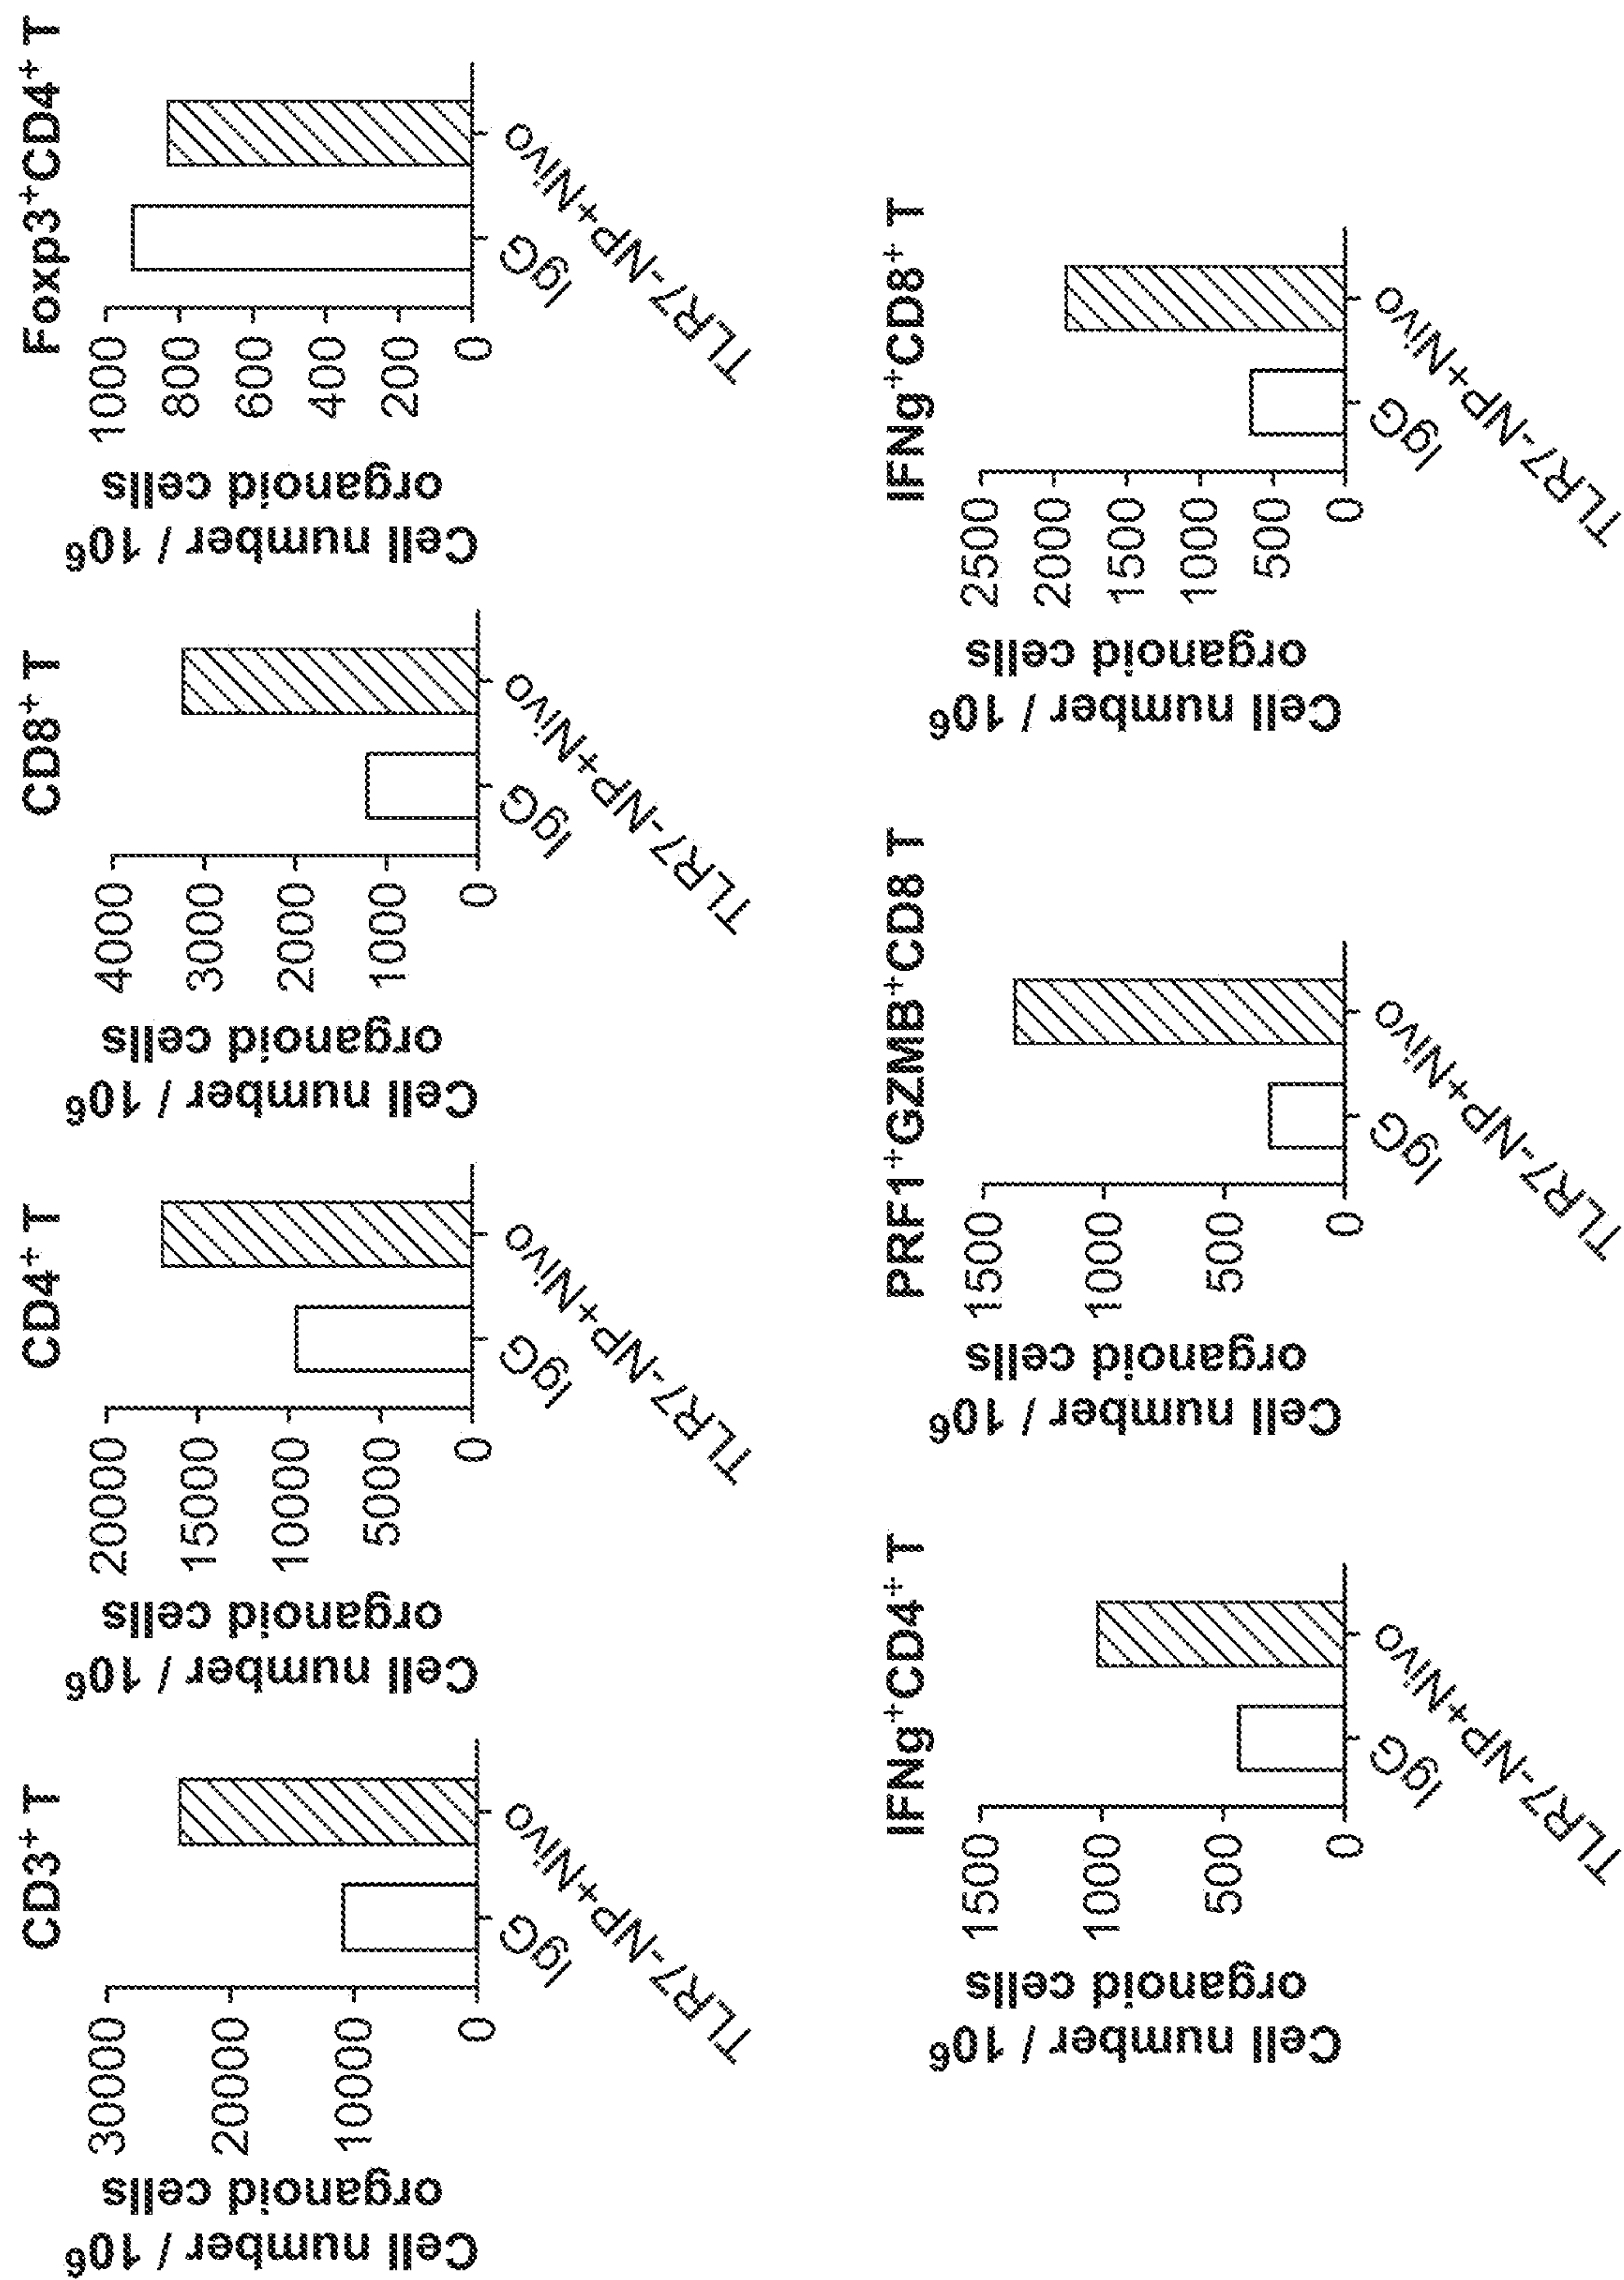 CD3⁺ T
Cell number / 10⁶
organoid cells
30000
20000
10000
0
IgG
TLR7-NP+Nivo
CD4⁺ T
Cell number / 10⁶
organoid cells
20000
15000
10000
5000
0
IgG
TLR7-NP+Nivo
CD8⁺ T
Cell number / 10⁶
organoid cells
4000
3000
2000
1000
0
IgG
TLR7-NP+Nivo
Foxp3⁺CD4⁺ T
Cell number / 10⁶
organoid cells
1000
800
600
400
200
0
IgG
TLR7-NP+Nivo
IFNg⁺CD4⁺ T
Cell number / 10⁶
organoid cells
1500
1000
500
0
IgG
TLR7-NP+Nivo
PRF1⁺GZMB⁺CD8 T
Cell number / 10⁶
organoid cells
1500
1000
500
0
IgG
TLR7-NP+Nivo
IFNg⁺CD8⁺ T
Cell number / 10⁶
organoid cells
2500
2000
1500
1000
500
0
IgG
TLR7-NP+Nivo